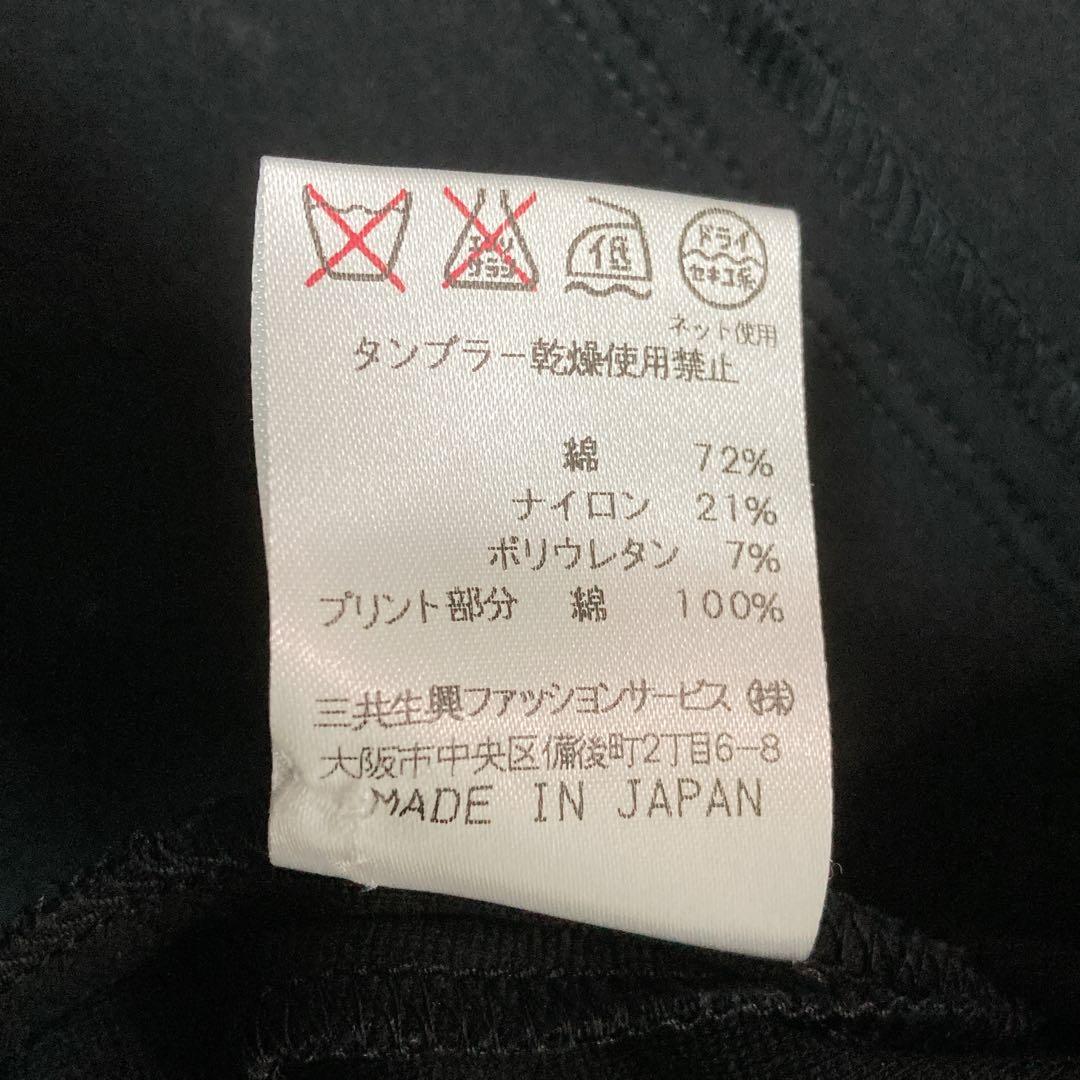 エンソサラシ
低
ドライ
セキユ系
ネット使用
タンブラー乾燥使用禁止
綿 72%
ナイロン 21%
ポリウレタン 7%
プリント部分 綿 100%
三共生興ファッションサービス(株)
大阪市中央区備後町2丁目6-8
MADE IN JAPAN